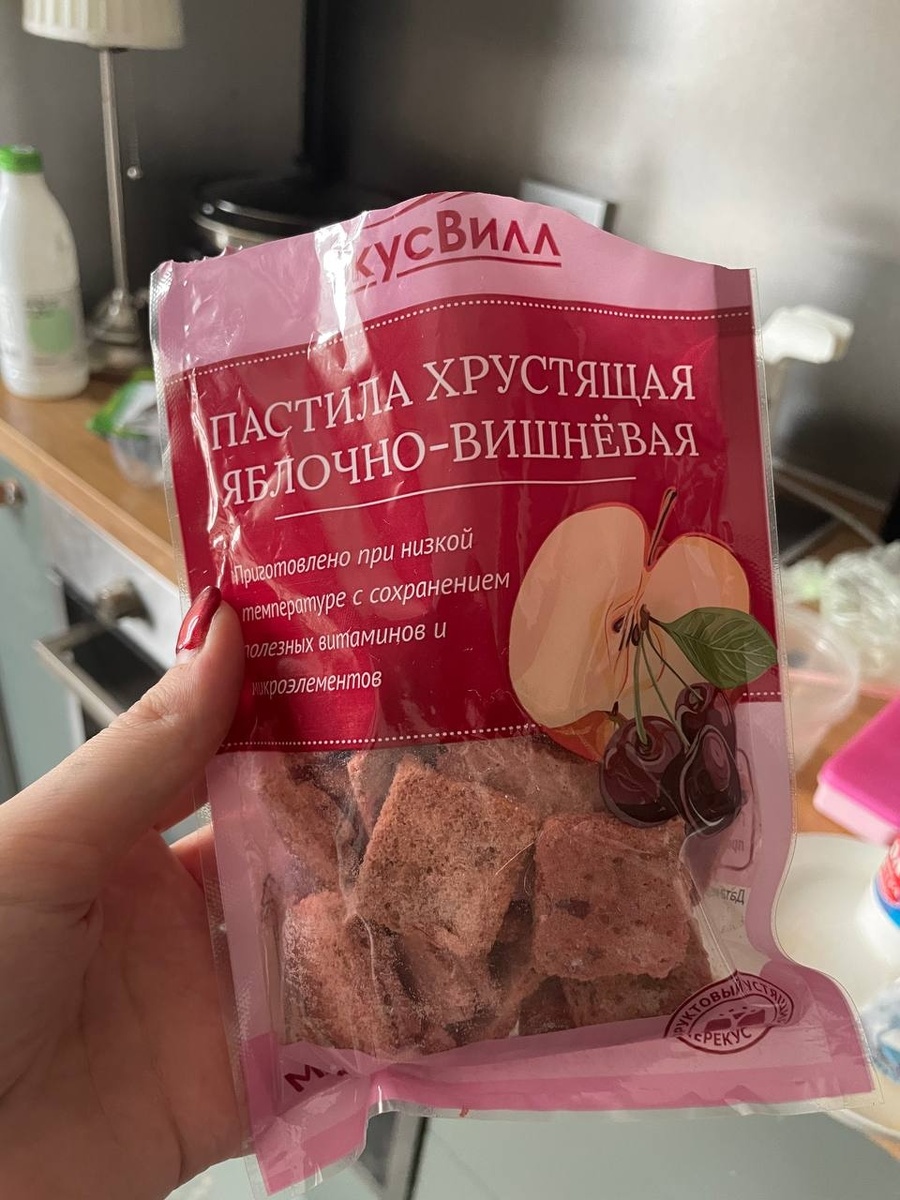 кусВилл
ПАСТИЛА ХРУСТЯЩАЯ
ЯБЛОЧНО-ВИШНЁВАЯ
Приготовлено при низкой
температуре с сохранением
полезных витаминов и
микроэлементов